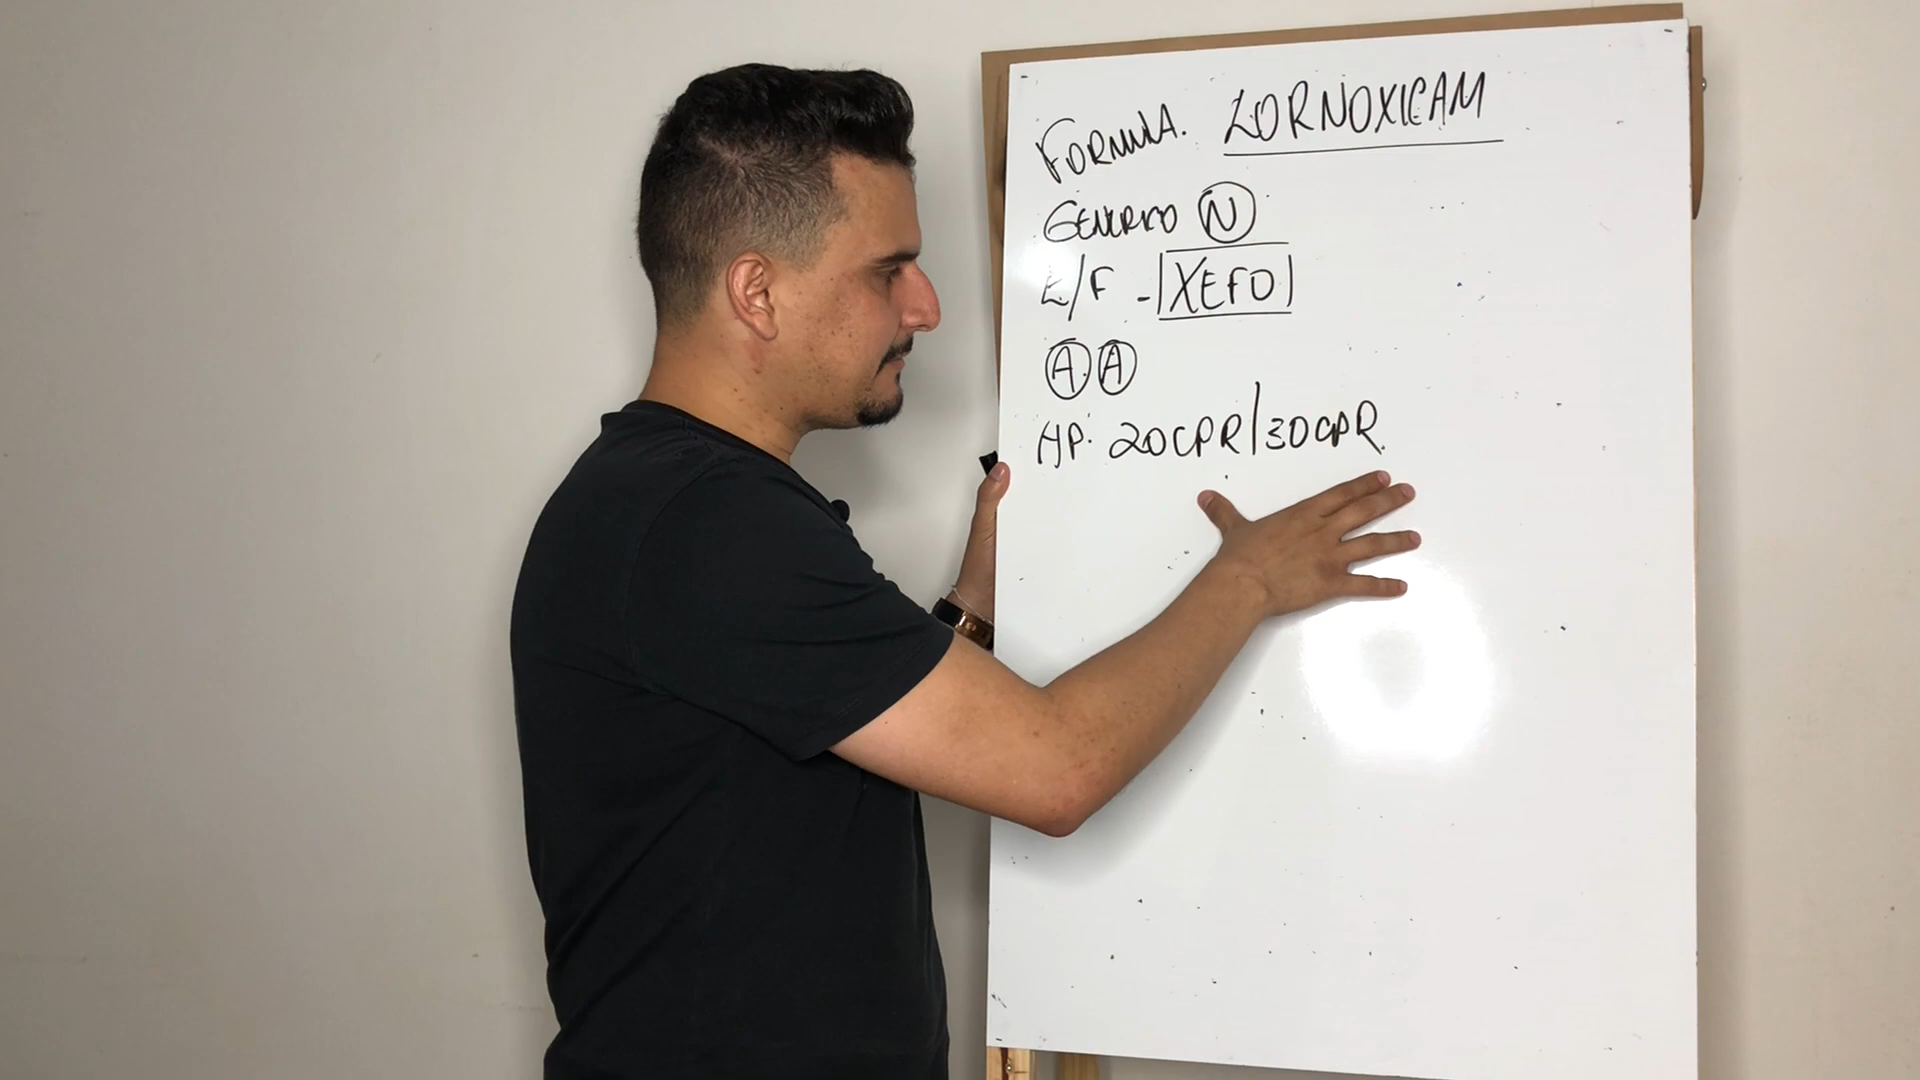 FORMULA. LORNOXICAM
GENERICO N
E/F - XEFO
A A
AP. 20CPR/30CPR.